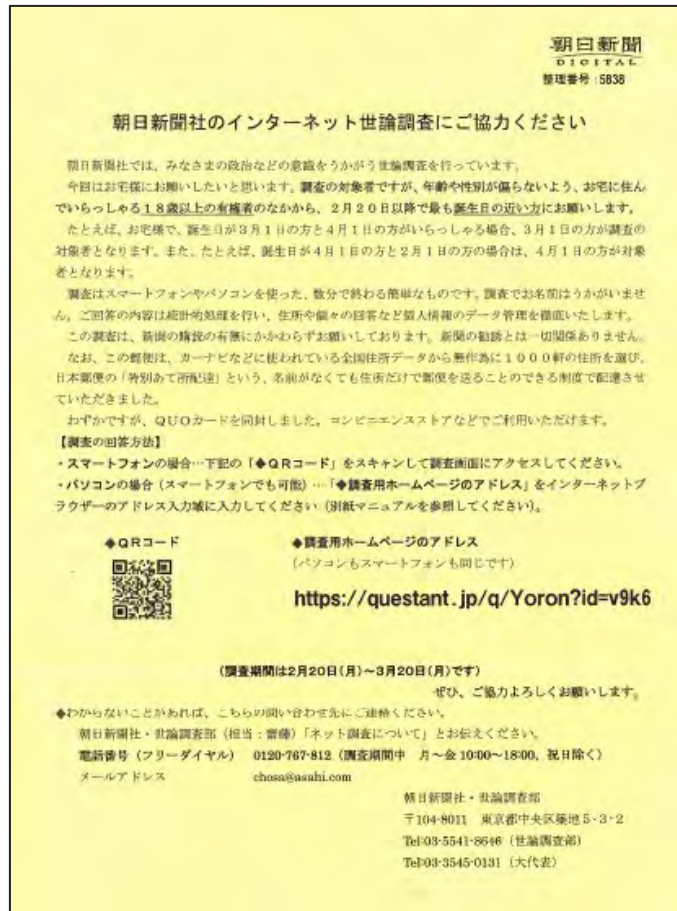 朝日新聞
DIGITAL
整理番号:5838
朝日新聞社のインターネット世論調査にご協力ください
朝日新聞社では、みなさまの政治などの意識をうかがう世論調査を行っています。
今回はお宅様にお願いしたいと思います。調査の対象者ですが、年齢や性別が偏らないよう、お宅に住ん
でいらっしゃる18歳以上の有権者のなかから、2月20日以降で最も誕生日の近い方にお願いします。
たとえば、お宅様で、誕生日が3月1日の方と4月1日の方がいらっしゃる場合、3月1日の方が調査の
対象者となります。また、たとえば、誕生日が4月1日の方と2月1日の方の場合は、4月1日の方が対象
者となります。
調査はスマートフォンやパソコンを使った、数分で終わる簡単なものです。調査でお名前はうかがいませ
ん。ご回答の内容は統計的処理を行い、住所や個々の回答など個人情報のデータ管理を徹底いたします。
この調査は、新聞の購読の有無にかかわらずお願いしております。新聞の勧誘とは一切関係ありません。
なお、この郵便は、カーナビなどに使われている全国住所データから無作為に1000軒の住所を選び、
日本郵便の「特別あて所配達」という、名前がなくても住所だけで郵便を送ることのできる制度で配達させ
ていただきました。
わずかですが、QUOカードを同封しました。コンビニエンスストアなどでご利用いただけます。
【調査の回答方法】
・スマートフォンの場合…下記の「◆QRコード」をスキャンして調査画面にアクセスしてください。
・パソコンの場合(スマートフォンでも可能)…「◆調査用ホームページのアドレス」をインターネットブ
ラウザーのアドレス入力域に入力してください(別紙マニュアルを参照してください)。
◆QRコード
◆調査用ホームページのアドレス
(パソコンもスマートフォンも同じです)
https://questant.jp/q/Yoron?id=v9k6
(調査期間は2月20日(月)~3月20日(月)です)
ぜひ、ご協力よろしくお願いします。
◆わからないことがあれば、こちらの問い合わせ先にご連絡ください。
朝日新聞社・世論調査部(担当:齋藤)「ネット調査について」とお伝えください。
電話番号(フリーダイヤル) 0120-767-812(調査期間中 月~金10:00~18:00、祝日除く)
メールアドレス chosa@asahi.com
朝日新聞社・世論調査部
〒104-8011 東京都中央区築地5-3-2
Tel:03-5541-8646(世論調査部)
Tel:03-3545-0131(大代表)